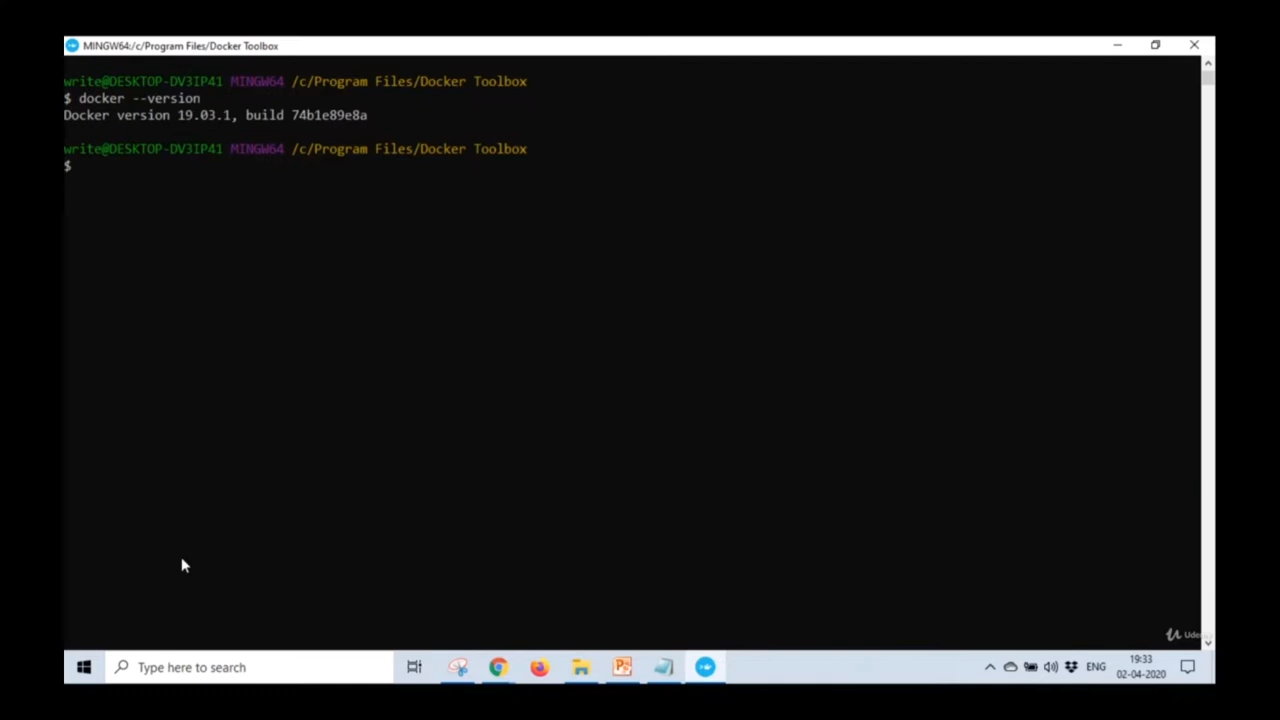 MINGW64:/c/Program Files/Docker Toolbox
write@DESKTOP-DV3IP41 MINGW64 /c/Program Files/Docker Toolbox
$ docker --version
Docker version 19.03.1, build 74b1e89e8a
write@DESKTOP-DV3IP41 MINGW64 /c/Program Files/Docker Toolbox
$
Type here to search
ENG
19:33
02-04-2020